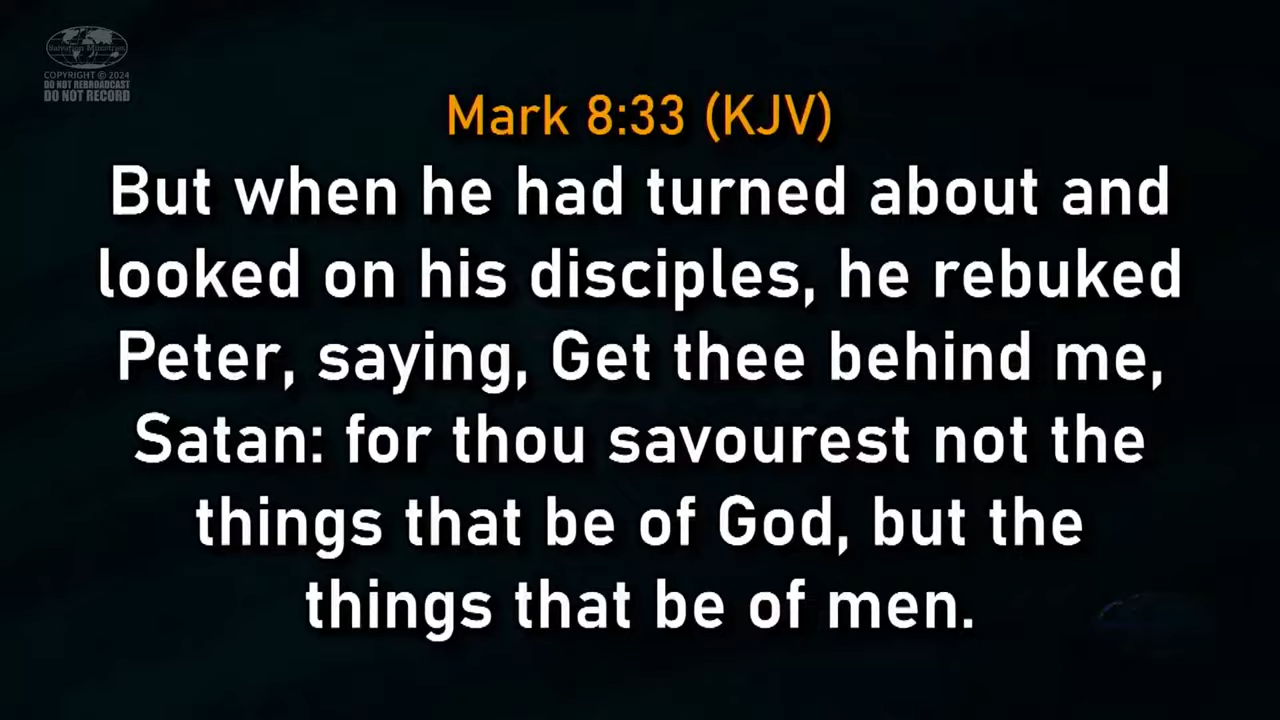 Salvation Ministries
COPYRIGHT © 2024
DO NOT REBROADCAST
DO NOT RECORD
Mark 8:33 (KJV)
But when he had turned about and
looked on his disciples, he rebuked
Peter, saying, Get thee behind me,
Satan: for thou savourest not the
things that be of God, but the
things that be of men.